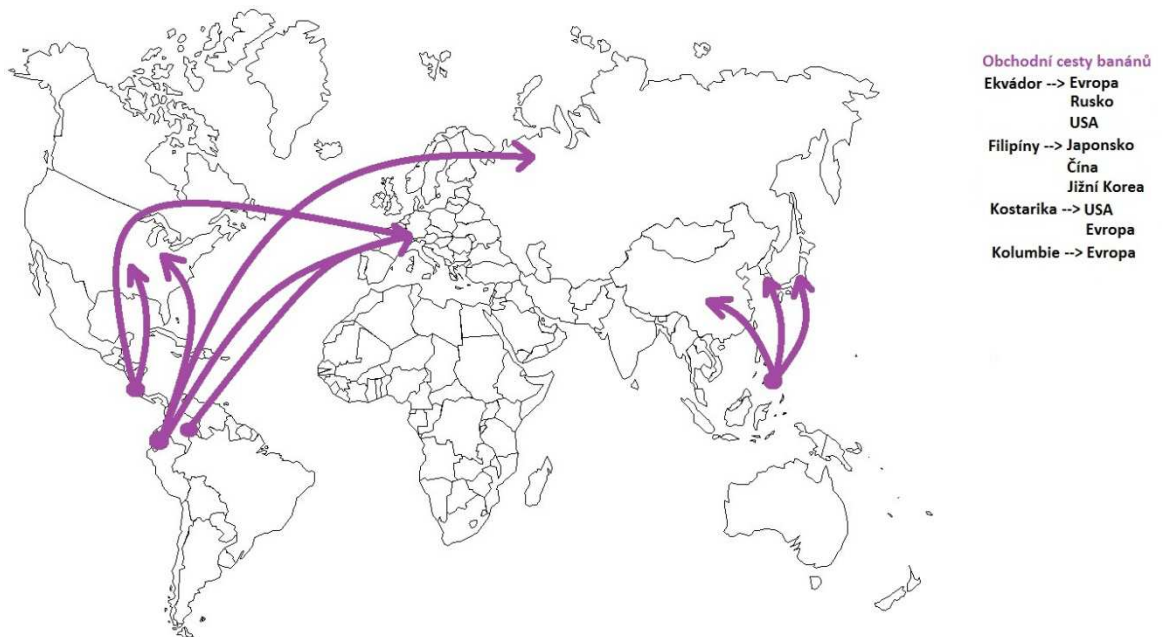 Obchodní cesty banánů
Ekvádor --> Evropa
Rusko
USA
Filipíny --> Japonsko
Čína
Jižní Korea
Kostarika --> USA
Evropa
Kolumbie --> Evropa